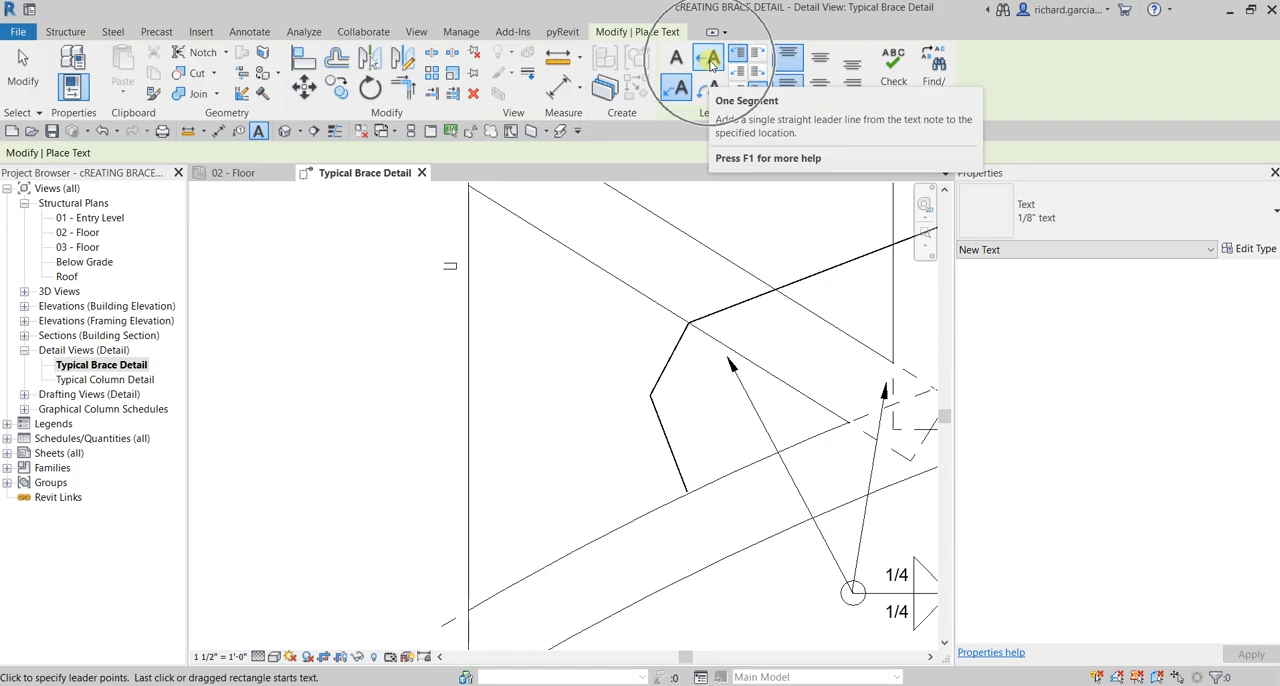 cREATING BRACE DETAIL - Detail View: Typical Brace Detail
richard.garcia...
File Structure Steel Precast Insert Annotate Analyze Collaborate View Manage Add-Ins pyRevit Modify | Place Text
Modify
Paste
Notch
Cut
Join
ABC
Check
Find/
Select Properties Clipboard Geometry Modify View Measure Create
One Segment
Adds a single straight leader line from the text note to the
specified location.
Press F1 for more help
Modify | Place Text
Project Browser - cREATING BRACE...
02 - Floor
Typical Brace Detail
Properties
Views (all)
Structural Plans
01 - Entry Level
02 - Floor
03 - Floor
Below Grade
Roof
3D Views
Elevations (Building Elevation)
Elevations (Framing Elevation)
Sections (Building Section)
Detail Views (Detail)
Typical Brace Detail
Typical Column Detail
Drafting Views (Detail)
Graphical Column Schedules
Legends
Schedules/Quantities (all)
Sheets (all)
Families
Groups
Revit Links
Text
1/8" text
New Text
Edit Type
1/4
1/4
Properties help
Apply
1 1/2" = 1'-0"
Click to specify leader points. Last click or dragged rectangle starts text.
:0
Main Model
:0